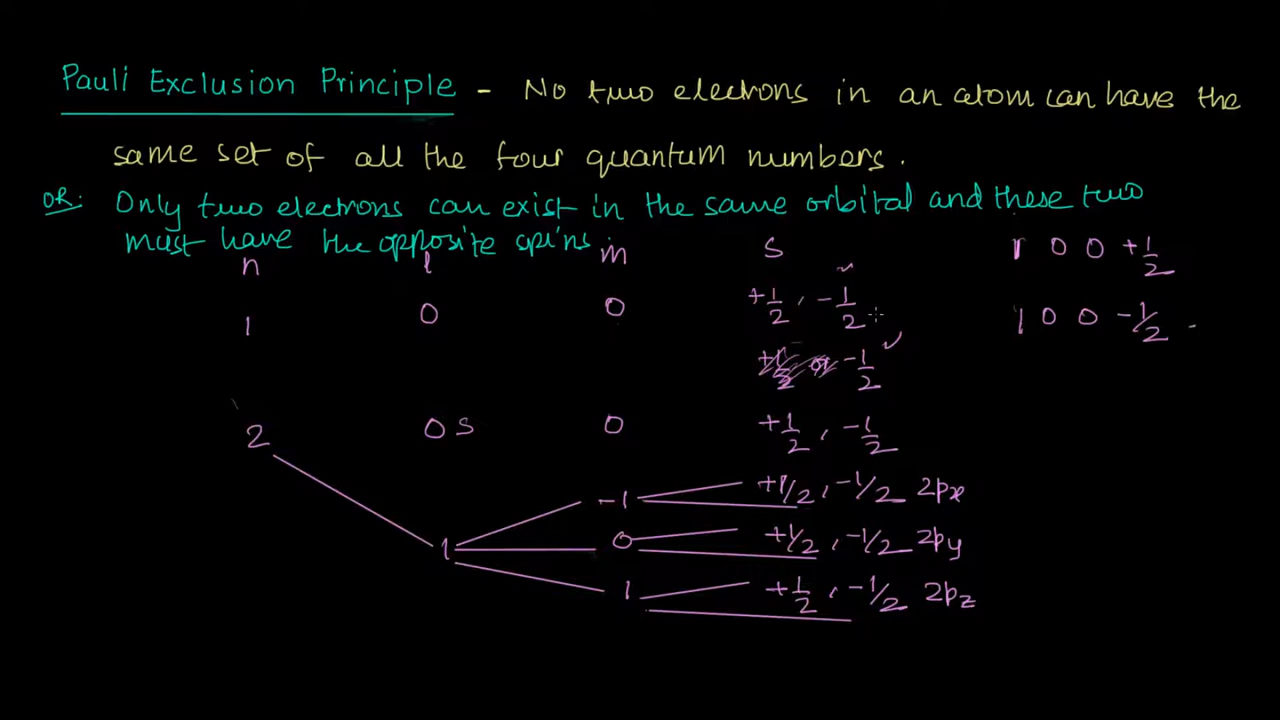 Pauli Exclusion Principle - No two electrons in an atom can have the
same set of all the four quantum numbers.
OR: Only two electrons can exist in the same orbital and these two
must have the opposite spins.
n l m s 1 0 0 +1/2
1 0 0 +1/2, -1/2 1 0 0 -1/2
-1/2
2 0 s 0 +1/2, -1/2
-1 +1/2, -1/2 2px
1 0 +1/2, -1/2 2py
1 +1/2, -1/2 2pz